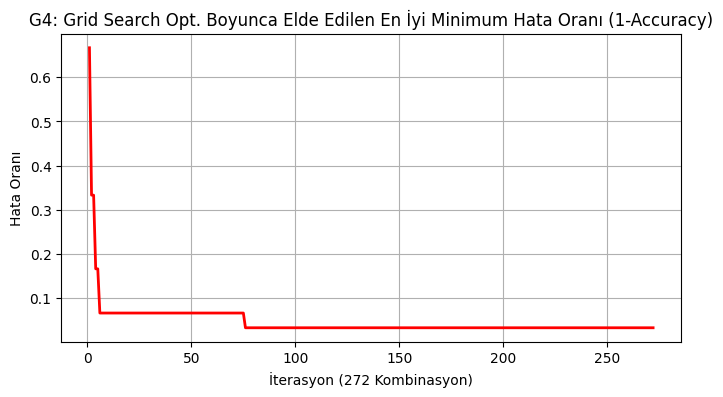 G4: Grid Search Opt. Boyunca Elde Edilen En İyi Minimum Hata Oranı (1-Accuracy)
Hata Oranı
0.6
0.5
0.4
0.3
0.2
0.1
0 50 100 150 200 250
İterasyon (272 Kombinasyon)